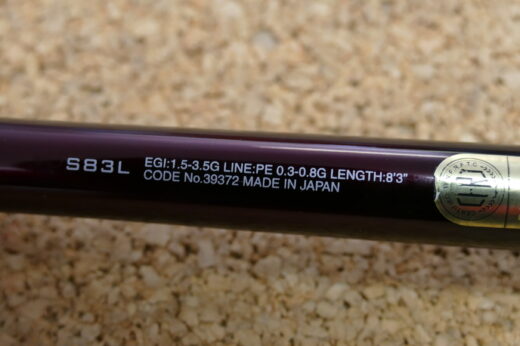 S83L
EGI:1.5-3.5G LINE:PE 0.3-0.8G LENGTH:8'3"
CODE No.39372 MADE IN JAPAN